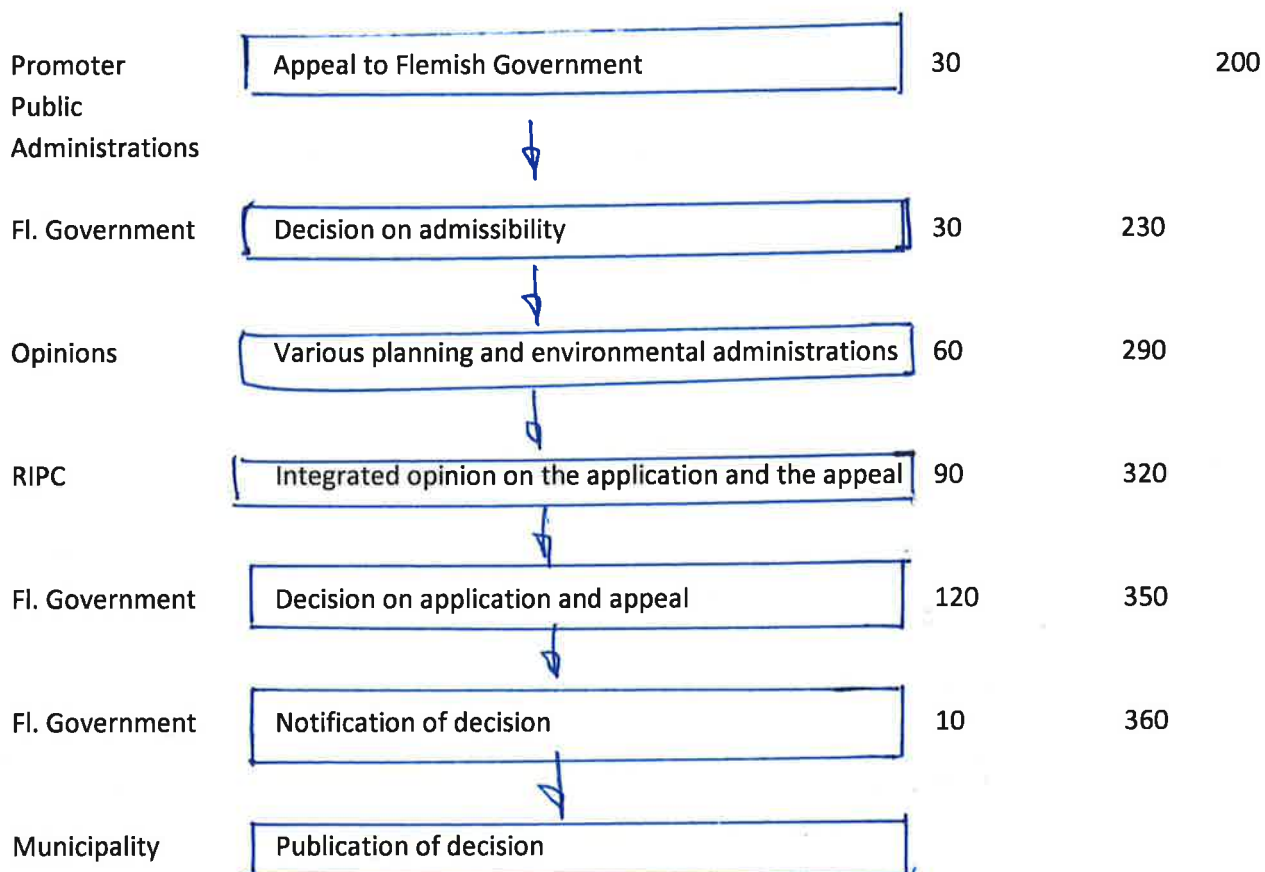 Promoter Appeal to Flemish Government 30 200
Public
Administrations
Fl. Government Decision on admissibility 30 230
Opinions Various planning and environmental administrations 60 290
RIPC Integrated opinion on the application and the appeal 90 320
Fl. Government Decision on application and appeal 120 350
Fl. Government Notification of decision 10 360
Municipality Publication of decision